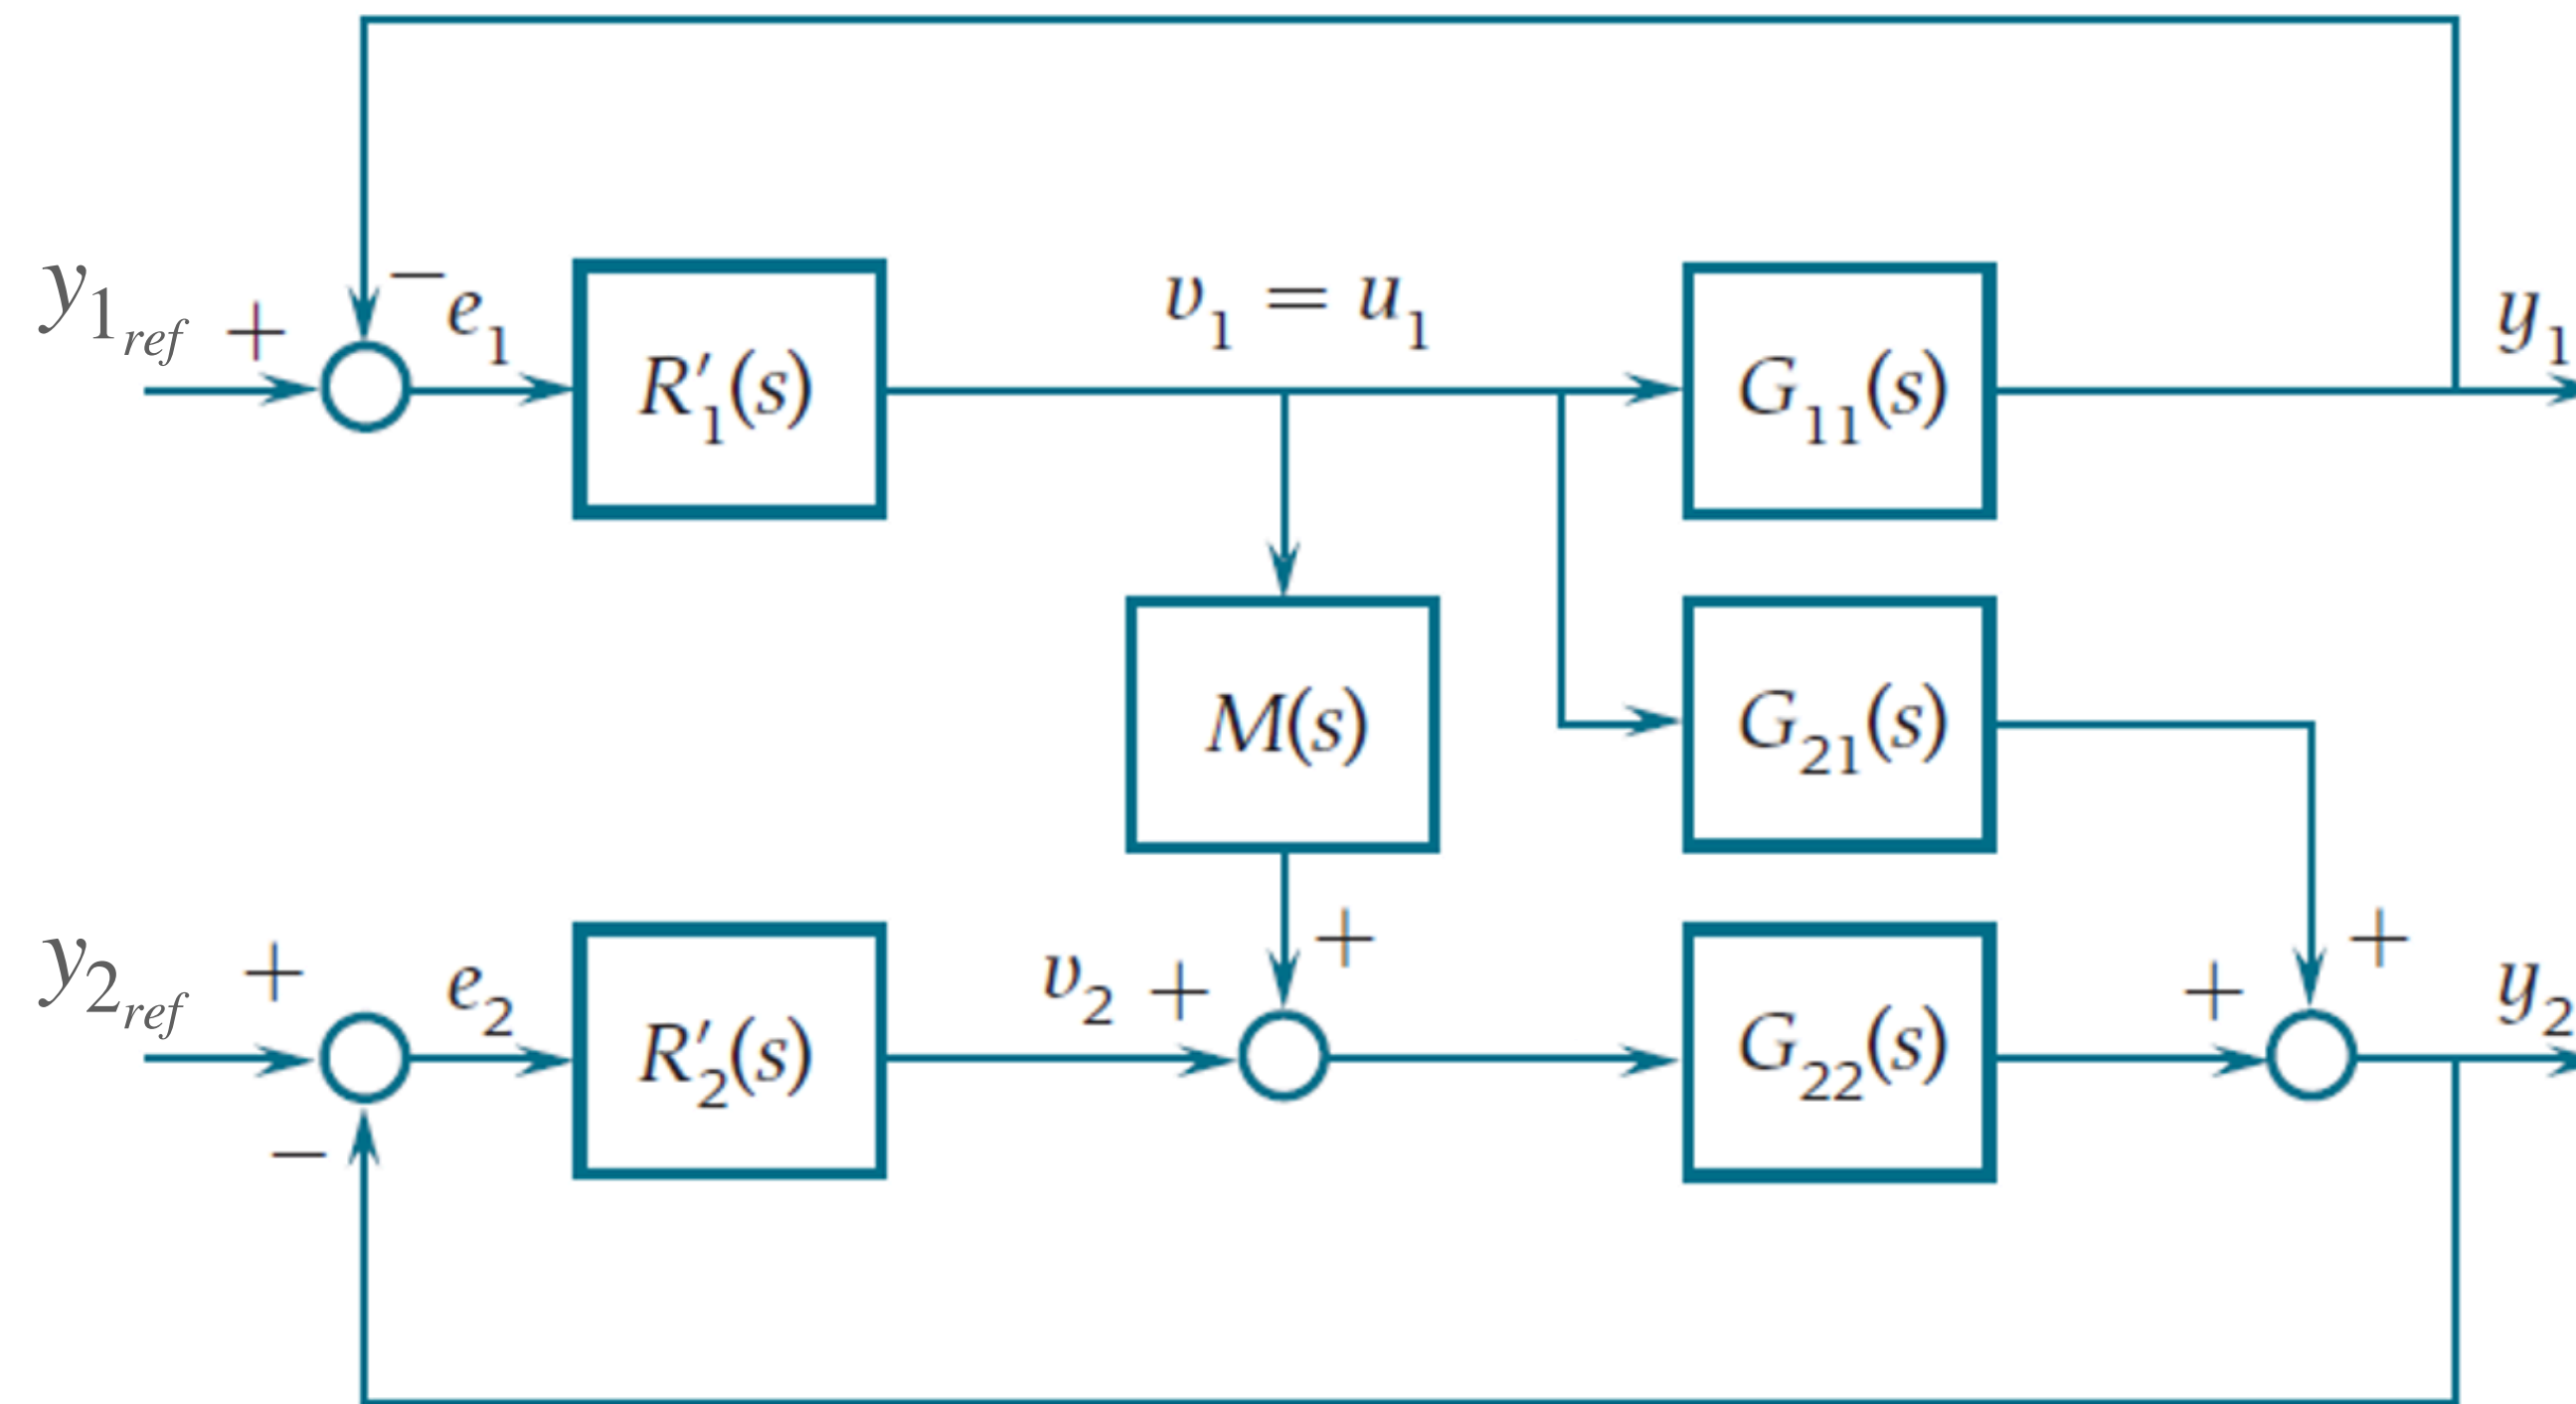 y1ref + − e1 R′1(s) v1 = u1 G11(s) y1
M(s) G21(s)
+ +
y2ref + e2 R′2(s) v2 + G22(s) + y2
−